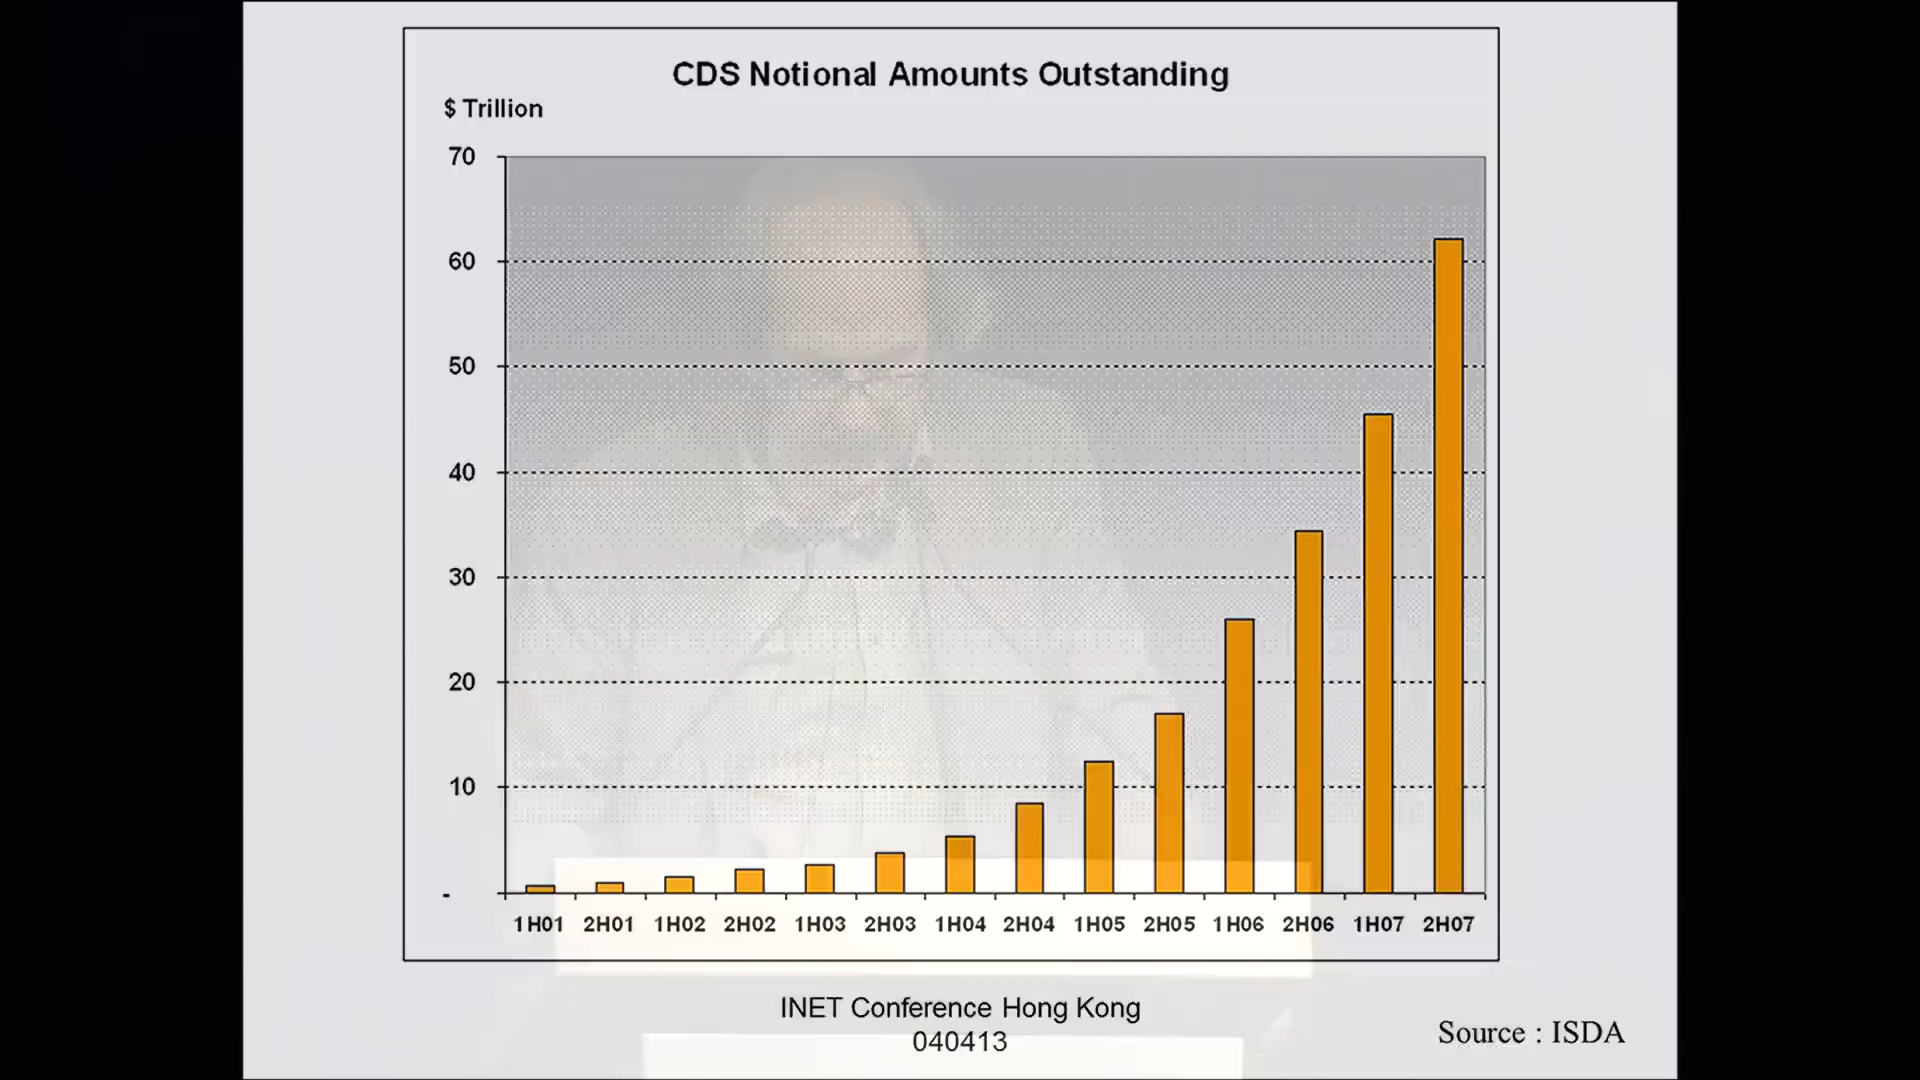 CDS Notional Amounts Outstanding
$ Trillion
70
60
50
40
30
20
10
-
1H01 2H01 1H02 2H02 1H03 2H03 1H04 2H04 1H05 2H05 1H06 2H06 1H07 2H07
INET Conference Hong Kong
040413
Source : ISDA